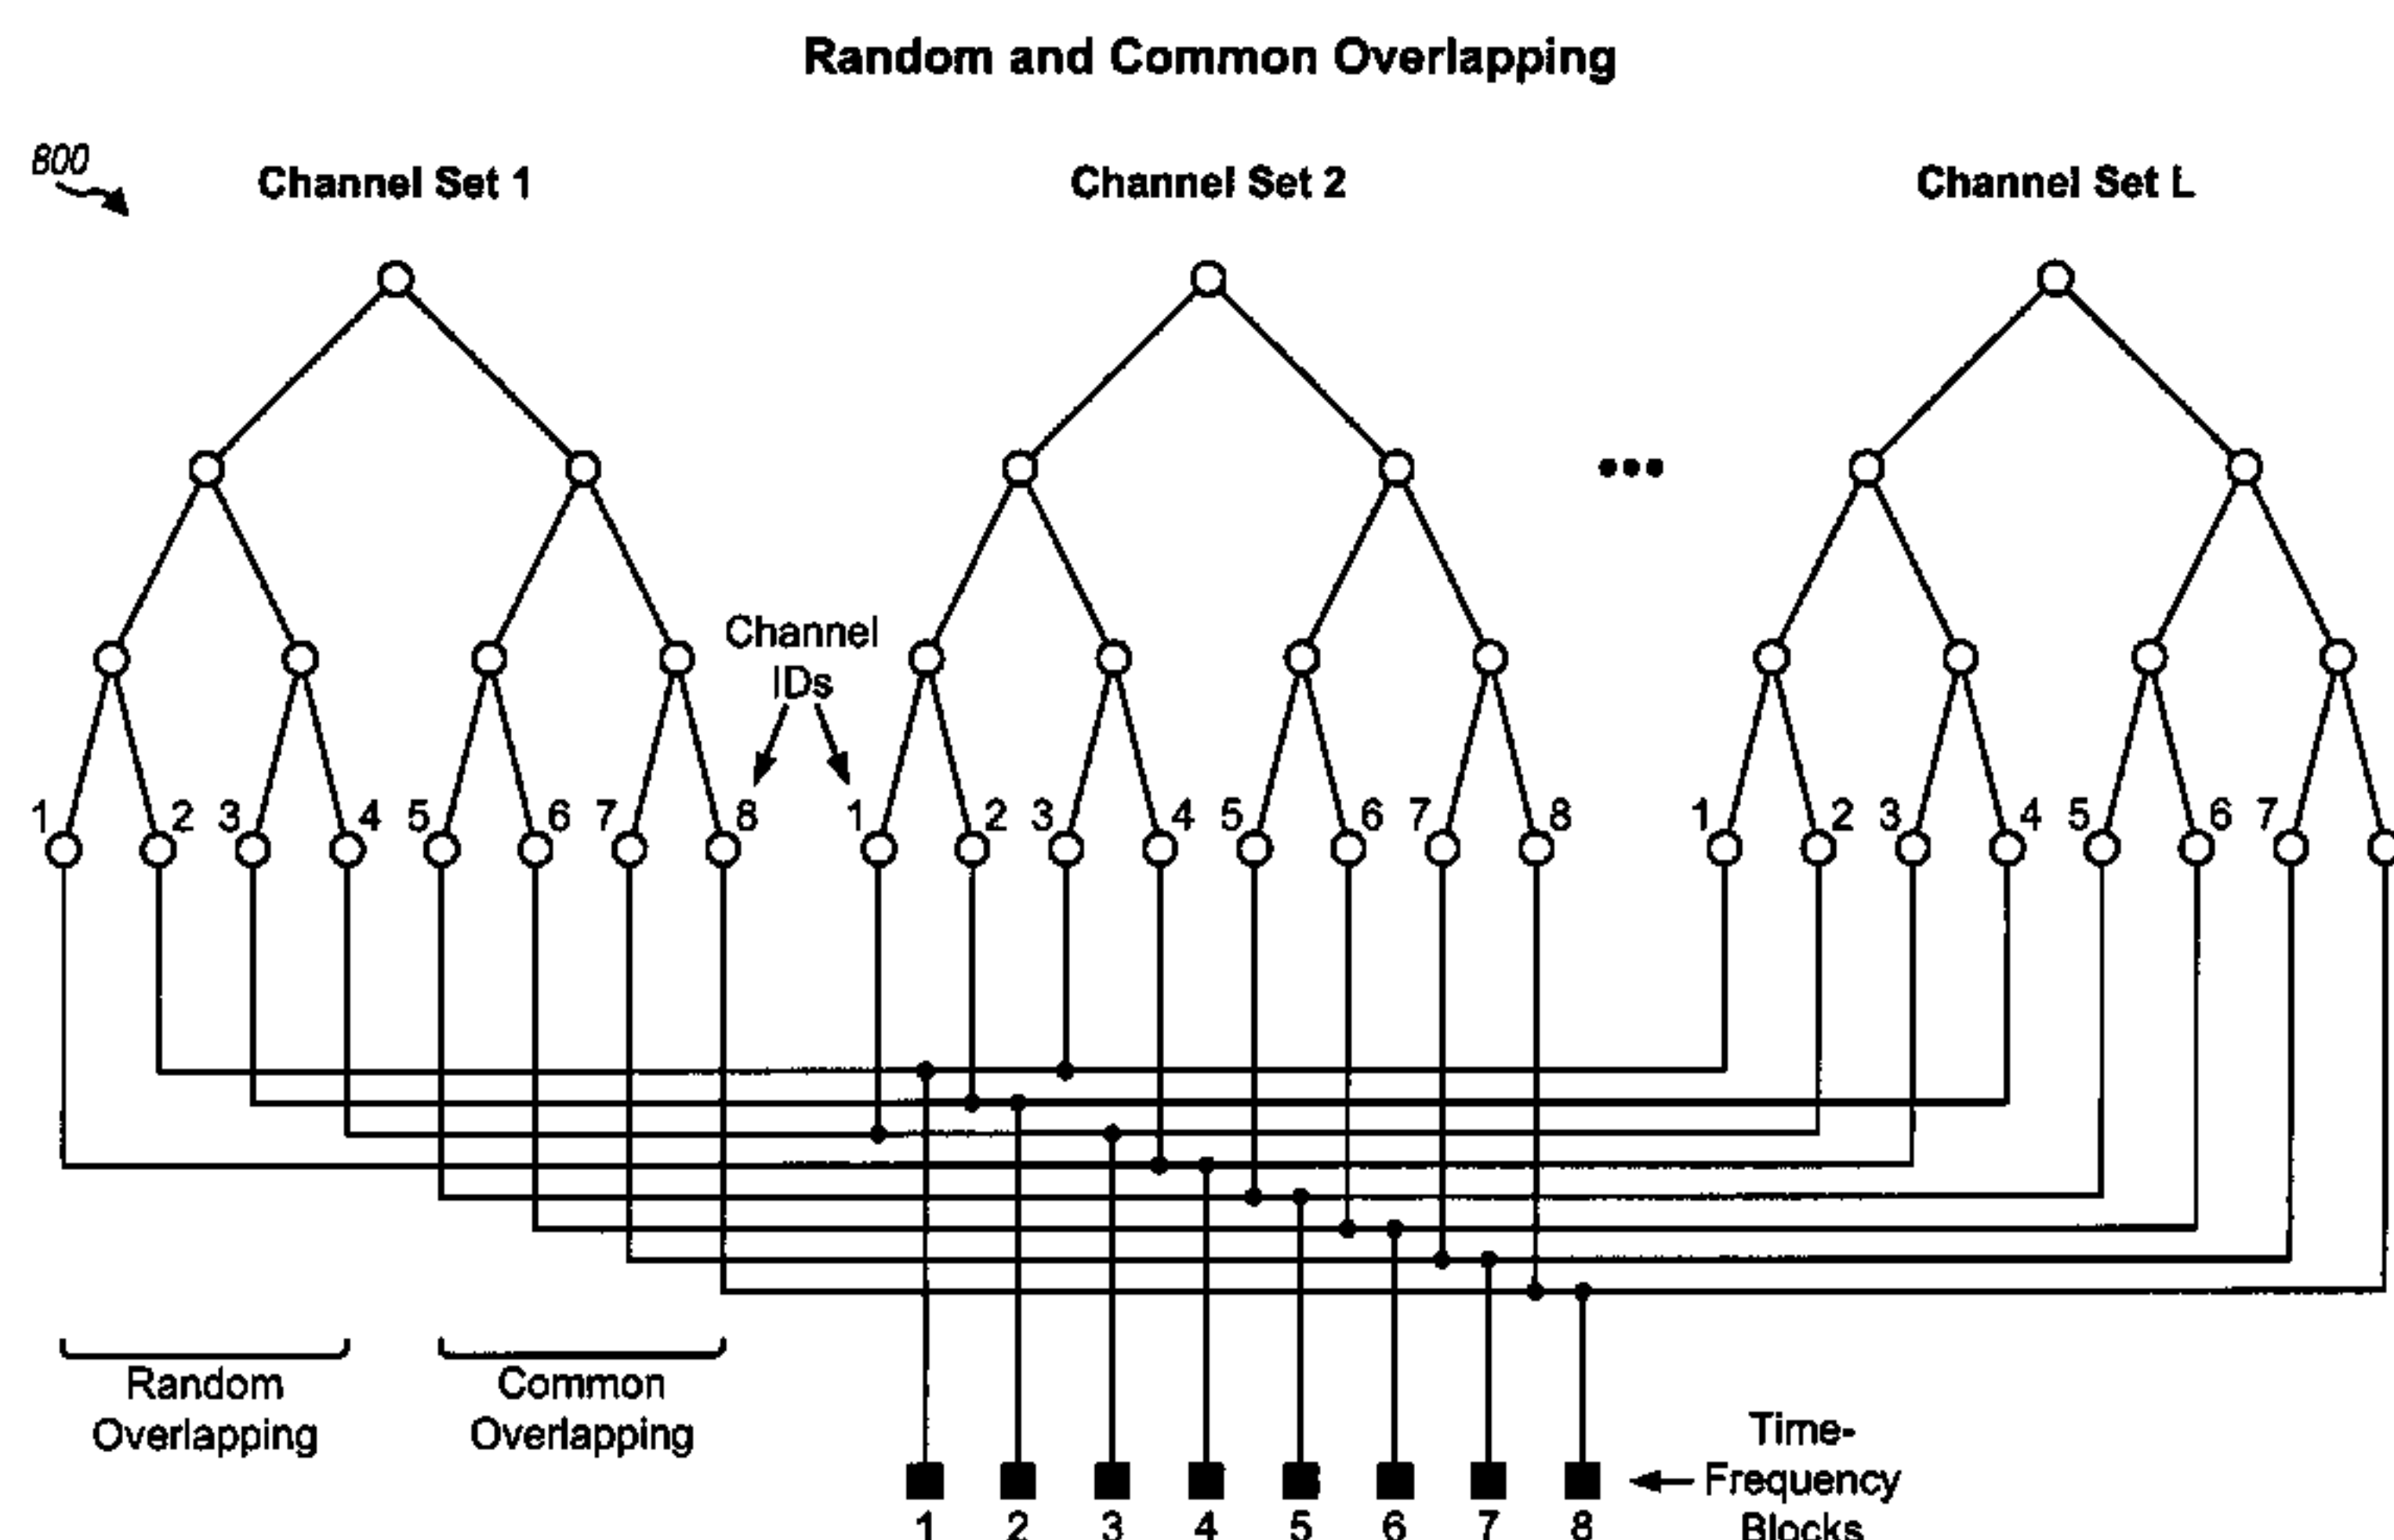 Random and Common Overlapping
800
Channel Set 1 Channel Set 2 Channel Set L
Channel
IDs
1 2 3 4 5 6 7 8 1 2 3 4 5 6 7 8 1 2 3 4 5 6 7
Random
Overlapping
Common
Overlapping
Time-
Frequency
Blocks
1 2 3 4 5 6 7 8